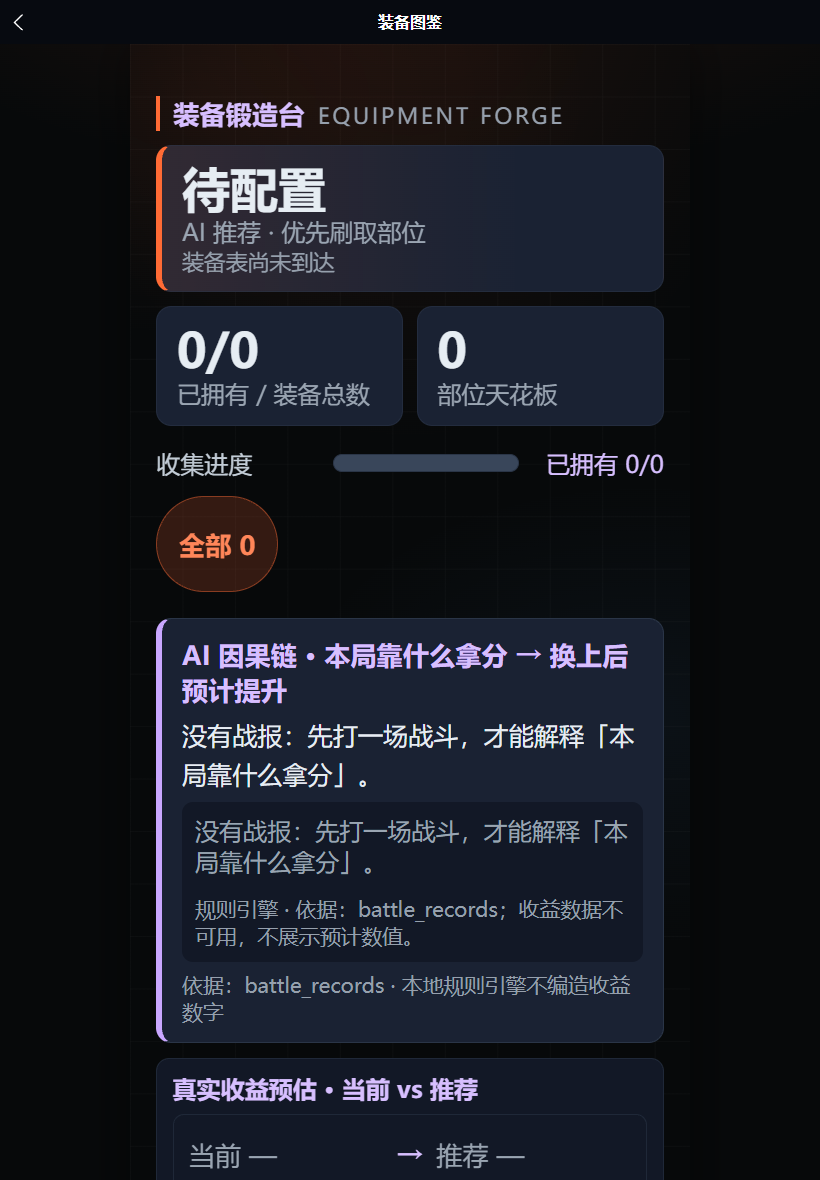 装备图鉴
装备锻造台 EQUIPMENT FORGE
待配置
AI 推荐 · 优先刷取部位
装备表尚未到达
0/0
已拥有 / 装备总数
0
部位天花板
收集进度
已拥有 0/0
全部 0
AI 因果链 · 本局靠什么拿分 → 换上后
预计提升
没有战报：先打一场战斗，才能解释「本
局靠什么拿分」。
没有战报：先打一场战斗，才能解释「本
局靠什么拿分」。
规则引擎 · 依据：battle_records；收益数据不
可用，不展示预计数值。
依据：battle_records · 本地规则引擎不编造收益
数字
真实收益预估 · 当前 vs 推荐
当前 — → 推荐 —